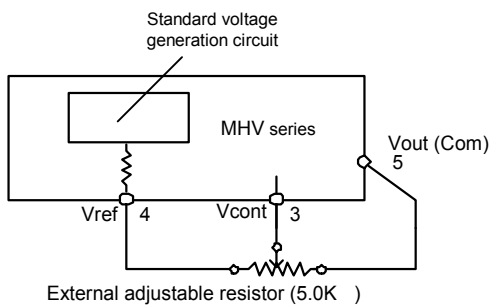 Standard voltage
generation circuit
MHV series
Vout (Com)
5
Vref 4
Vcont 3
External adjustable resistor (5.0K )